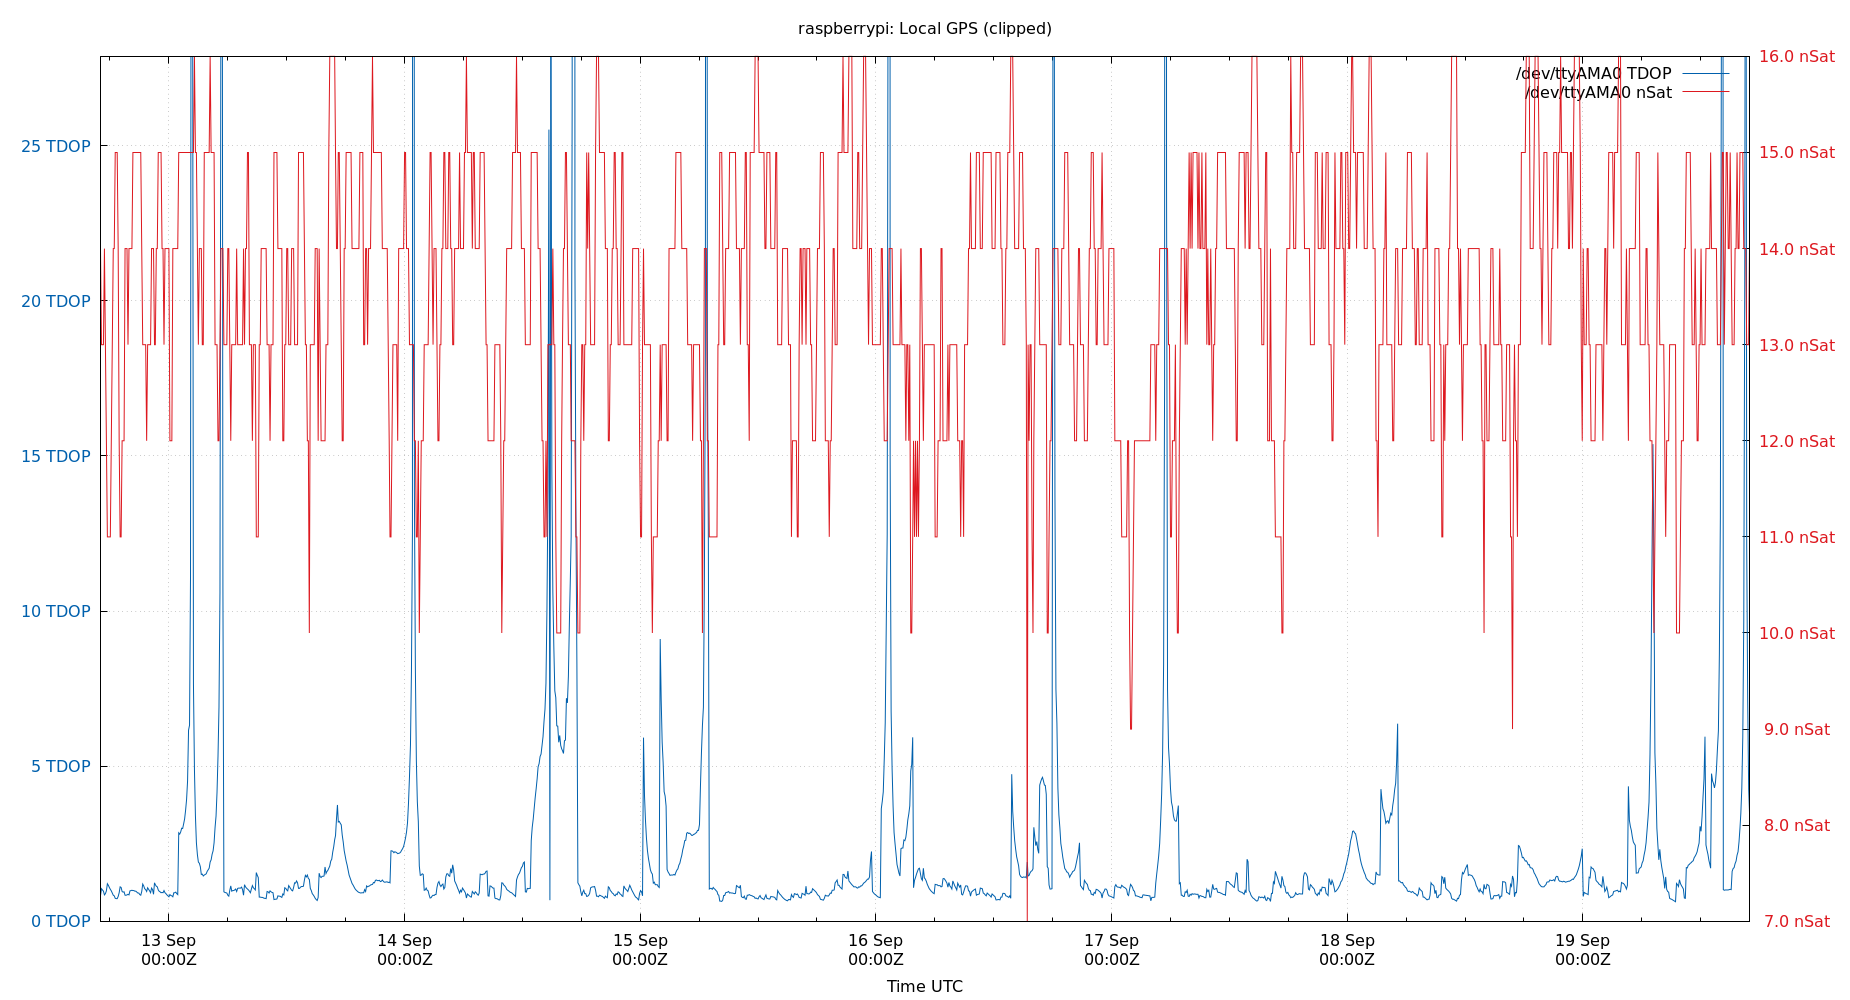 raspberrypi: Local GPS (clipped)
/dev/ttyAMA0 TDOP
/dev/ttyAMA0 nSat
25 TDOP
20 TDOP
15 TDOP
10 TDOP
5 TDOP
0 TDOP
16.0 nSat
15.0 nSat
14.0 nSat
13.0 nSat
12.0 nSat
11.0 nSat
10.0 nSat
9.0 nSat
8.0 nSat
7.0 nSat
13 Sep
00:00Z
14 Sep
00:00Z
15 Sep
00:00Z
16 Sep
00:00Z
17 Sep
00:00Z
18 Sep
00:00Z
19 Sep
00:00Z
Time UTC